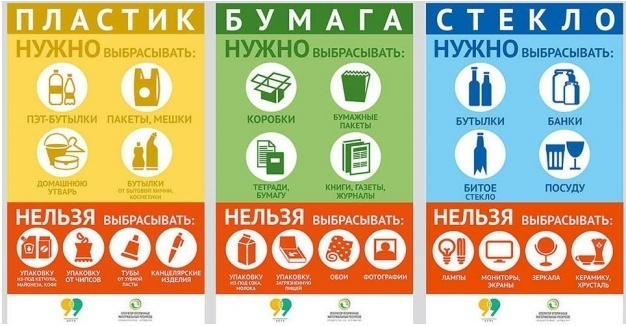 ПЛАСТИК
НУЖНО ВЫБРАСЫВАТЬ:
ПЭТ-БУТЫЛКИ
ПАКЕТЫ, МЕШКИ
ДОМАШНЮЮ
УТВАРЬ
БУТЫЛКИ
ОТ БЫТОВОЙ ХИМИИ,
КОСМЕТИКИ
НЕЛЬЗЯ ВЫБРАСЫВАТЬ:
УПАКОВКУ
ИЗ-ПОД КЕТЧУПА,
МАЙОНЕЗА, КОФЕ
УПАКОВКУ
ОТ ЧИПСОВ
ТУБЫ
ОТ ЗУБНОЙ
ПАСТЫ
КАНЦЕЛЯРСКИЕ
ИЗДЕЛИЯ
БУМАГА
НУЖНО ВЫБРАСЫВАТЬ:
КОРОБКИ
БУМАЖНЫЕ
ПАКЕТЫ
ТЕТРАДИ,
БУМАГУ
КНИГИ, ГАЗЕТЫ,
ЖУРНАЛЫ
НЕЛЬЗЯ ВЫБРАСЫВАТЬ:
УПАКОВКУ
ИЗ-ПОД СОКА,
МОЛОКА
УПАКОВКУ,
ЗАГРЯЗНЕННУЮ
ПИЩЕЙ
ОБОИ
ФОТОГРАФИИ
СТЕКЛО
НУЖНО ВЫБРАСЫВАТЬ:
БУТЫЛКИ
БАНКИ
БИТОЕ
СТЕКЛО
ПОСУДУ
НЕЛЬЗЯ ВЫБРАСЫВАТЬ:
ЛАМПЫ
МОНИТОРЫ,
ЭКРАНЫ
ЗЕРКАЛА
КЕРАМИКУ,
ХРУСТАЛЬ